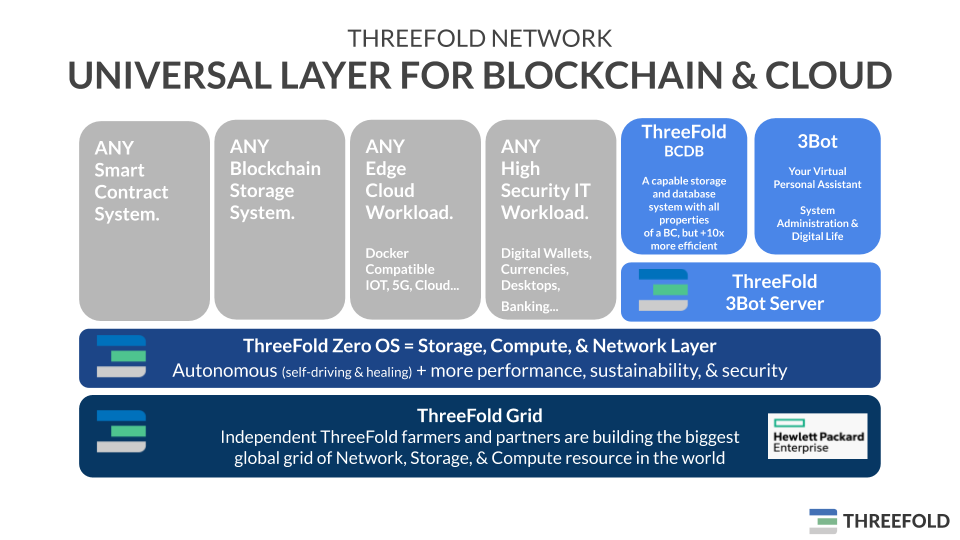 THREEFOLD NETWORK
UNIVERSAL LAYER FOR BLOCKCHAIN & CLOUD
ANY
Smart
Contract
System.
ANY
Blockchain
Storage
System.
ANY
Edge
Cloud
Workload.
Docker
Compatible
IOT, 5G, Cloud...
ANY
High
Security IT
Workload.
Digital Wallets,
Currencies,
Desktops,
Banking...
ThreeFold
BCDB
A capable storage
and database
system with all
properties
of a BC, but +10x
more efficient
3Bot
Your Virtual
Personal Assistant
System
Administration &
Digital Life
ThreeFold
3Bot Server
ThreeFold Zero OS = Storage, Compute, & Network Layer
Autonomous (self-driving & healing) + more performance, sustainability, & security
ThreeFold Grid
Independent ThreeFold farmers and partners are building the biggest
global grid of Network, Storage, & Compute resource in the world
Hewlett Packard
Enterprise
THREEFOLD